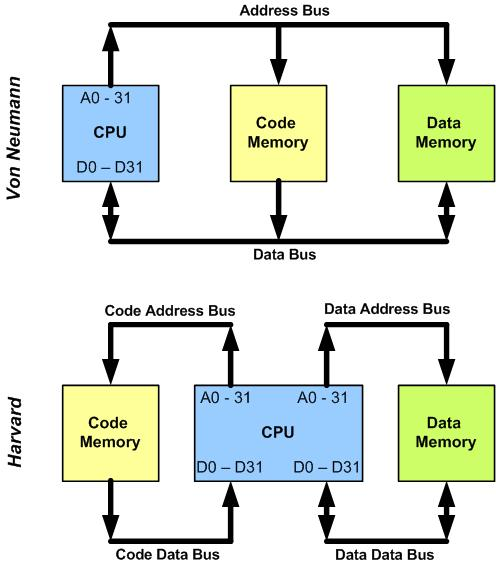 Address Bus
Von Neumann
A0 - 31
CPU
D0 – D31
Code
Memory
Data
Memory
Data Bus
Harvard
Code Address Bus
Data Address Bus
Code
Memory
A0 - 31
A0 - 31
CPU
D0 – D31
D0 – D31
Data
Memory
Code Data Bus
Data Data Bus